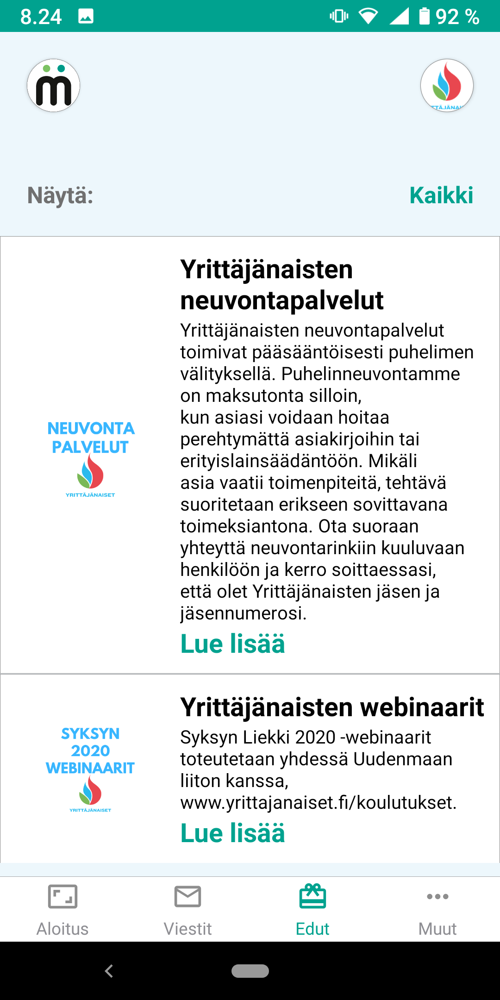 8.24
92 %
TTÄJÄNAI
Näytä:
Kaikki
NEUVONTA
PALVELUT
YRITTÄJÄNAISET
Yrittäjänaisten
neuvontapalvelut
Yrittäjänaisten neuvontapalvelut
toimivat pääsääntöisesti puhelimen
välityksellä. Puhelinneuvontamme
on maksutonta silloin,
kun asiasi voidaan hoitaa
perehtymättä asiakirjoihin tai
erityislainsäädäntöön. Mikäli
asia vaatii toimenpiteitä, tehtävä
suoritetaan erikseen sovittavana
toimeksiantona. Ota suoraan
yhteyttä neuvontarinkiin kuuluvaan
henkilöön ja kerro soittaessasi,
että olet Yrittäjänaisten jäsen ja
jäsennumerosi.
Lue lisää
SYKSYN
2020
WEBINAARIT
YRITTÄJÄNAISET
Yrittäjänaisten webinaarit
Syksyn Liekki 2020 -webinaarit
toteutetaan yhdessä Uudenmaan
liiton kanssa,
www.yrittajanaiset.fi/koulutukset.
Lue lisää
Aloitus
Viestit
Edut
Muut